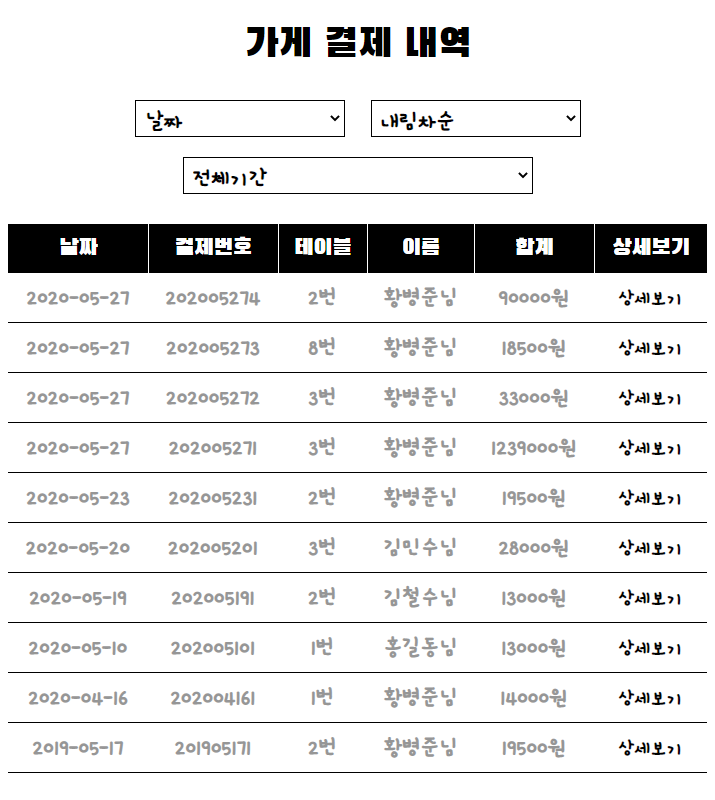 가게 결제 내역
날짜 내림차순
전체기간
날짜 결제번호 테이블 이름 합계 상세보기
2020-05-27 202005274 2번 황병준님 90000원 상세보기
2020-05-27 202005273 8번 황병준님 18500원 상세보기
2020-05-27 202005272 3번 황병준님 33000원 상세보기
2020-05-27 202005271 3번 황병준님 1239000원 상세보기
2020-05-23 202005231 2번 황병준님 19500원 상세보기
2020-05-20 202005201 3번 김민수님 28000원 상세보기
2020-05-19 202005191 2번 김철수님 13000원 상세보기
2020-05-10 202005101 1번 홍길동님 13000원 상세보기
2020-04-16 202004161 1번 황병준님 14000원 상세보기
2019-05-17 201905171 2번 황병준님 19500원 상세보기